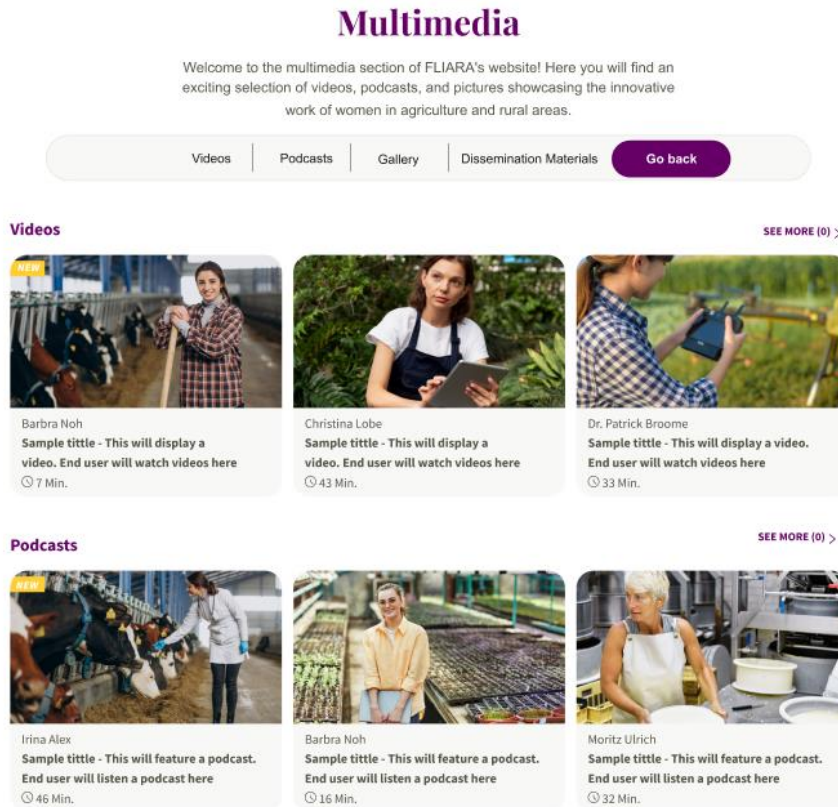 Multimedia
Welcome to the multimedia section of FLIARA's website! Here you will find an
exciting selection of videos, podcasts, and pictures showcasing the innovative
work of women in agriculture and rural areas.
Videos
Podcasts
Gallery
Dissemination Materials
Go back
Videos
SEE MORE (0) >
NEW
Barbra Noh
Sample tittle - This will display a
video. End user will watch videos here
7 Min.
Christina Lobe
Sample tittle - This will display a
video. End user will watch videos here
43 Min.
Dr. Patrick Broome
Sample tittle - This will display a video.
End user will watch videos here
33 Min.
Podcasts
SEE MORE (0) >
NEW
Irina Alex
Sample tittle - This will feature a podcast.
End user will listen a podcast here
46 Min.
Barbra Noh
Sample tittle - This will feature a podcast.
End user will listen a podcast here
16 Min.
Moritz Ulrich
Sample tittle - This will feature a podcast.
End user will listen a podcast here
32 Min.